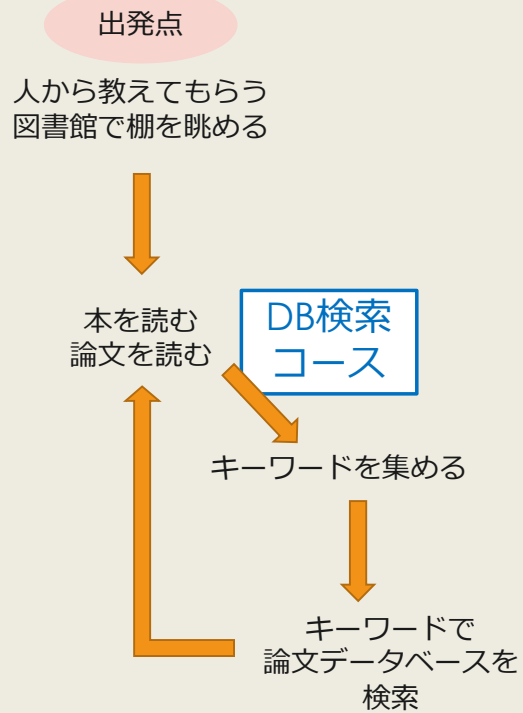 出発点
人から教えてもらう
図書館で棚を眺める
本を読む
論文を読む
DB検索
コース
キーワードを集める
キーワードで
論文データベースを
検索